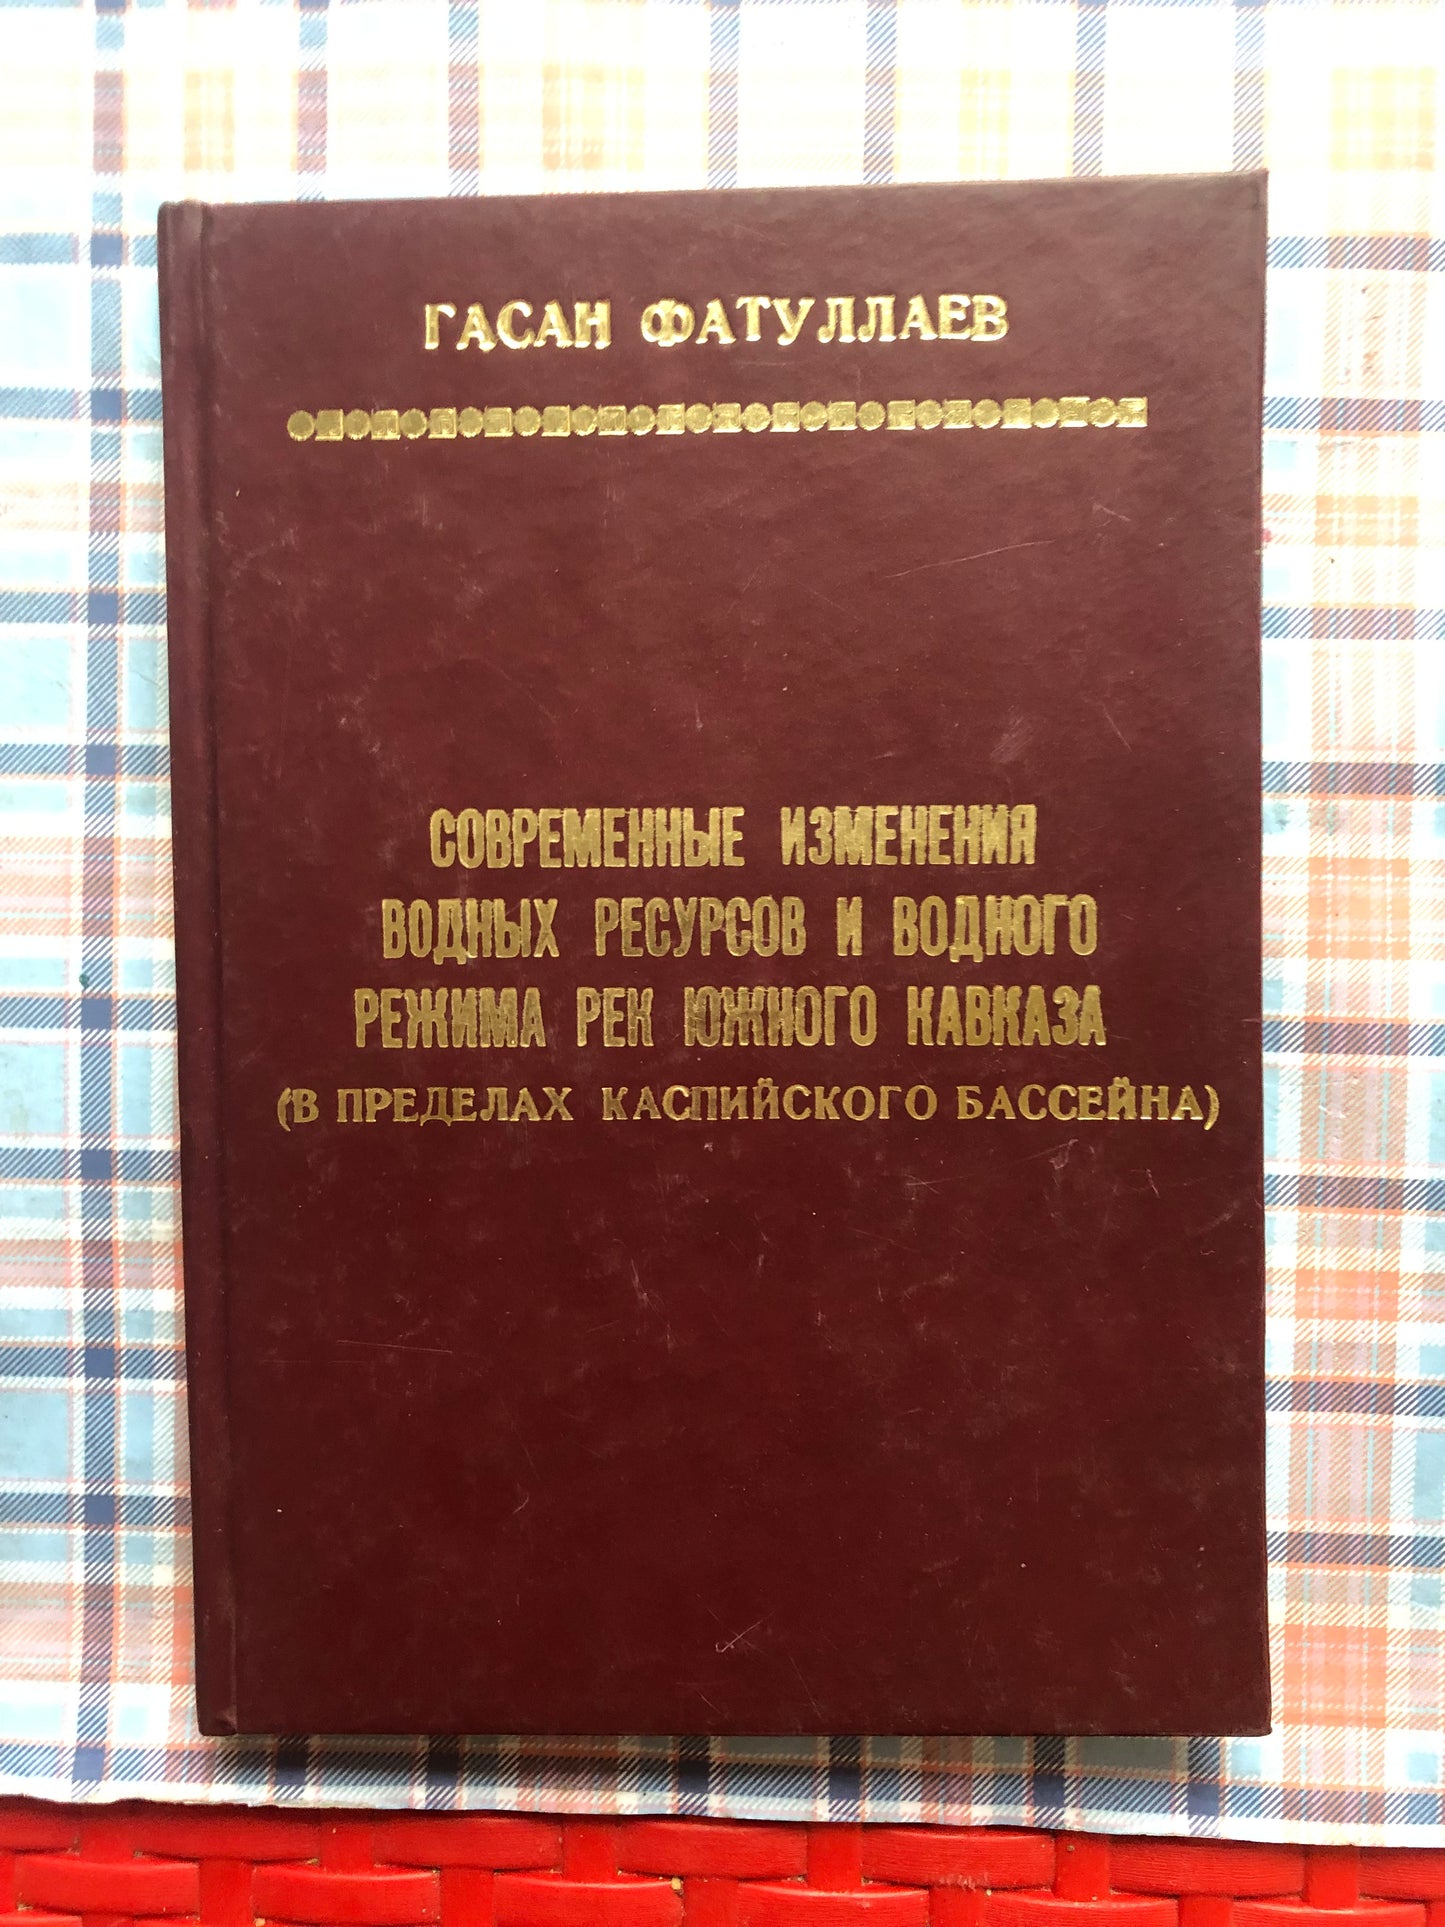 ГАСАН ФАТУЛЛАЕВ
СОВРЕМЕННЫЕ ИЗМЕНЕНИЯ
ВОДНЫХ РЕСУРСОВ И ВОДНОГО
РЕЖИМА РЕК ЮЖНОГО КАВКАЗА
(В ПРЕДЕЛАХ КАСПИЙСКОГО БАССЕЙНА)